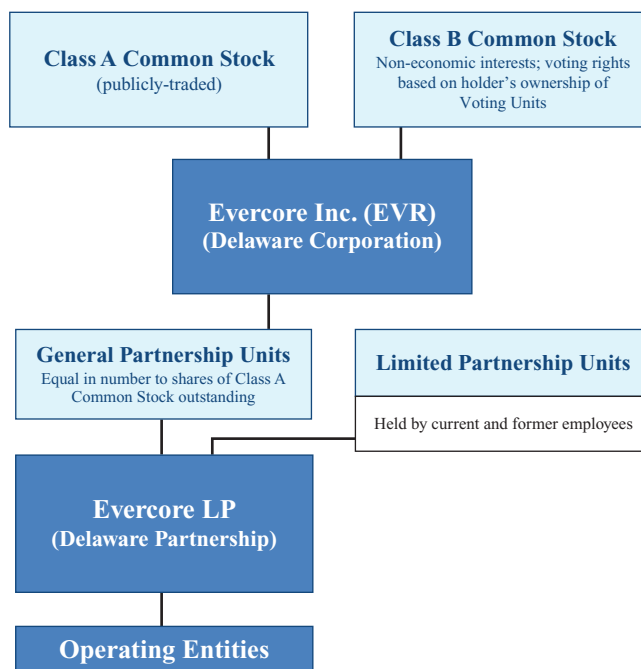 Class A Common Stock
(publicly-traded)
Class B Common Stock
Non-economic interests; voting rights
based on holder’s ownership of
Voting Units
Evercore Inc. (EVR)
(Delaware Corporation)
General Partnership Units
Equal in number to shares of Class A
Common Stock outstanding
Limited Partnership Units
Held by current and former employees
Evercore LP
(Delaware Partnership)
Operating Entities